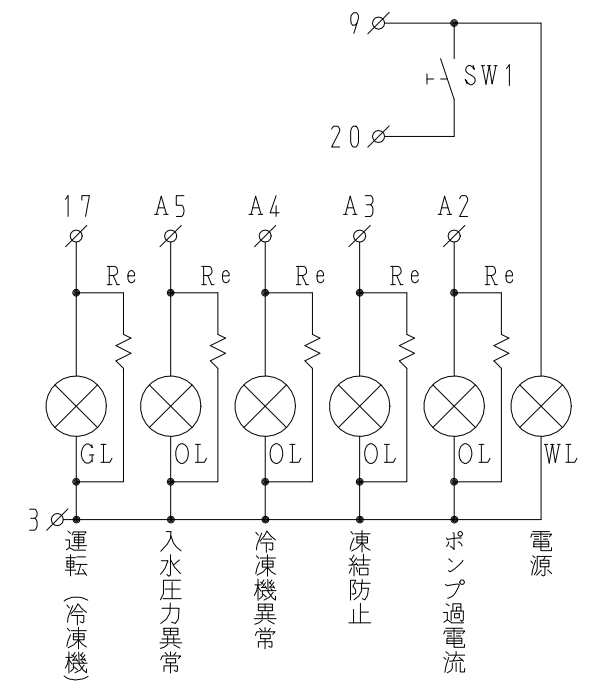 9
SW1
20
17 A5 A4 A3 A2
Re Re Re Re Re
GL OL OL OL OL WL
3
運転（冷凍機）
入水圧力異常
冷凍機異常
凍結防止
ポンプ過電流
電源